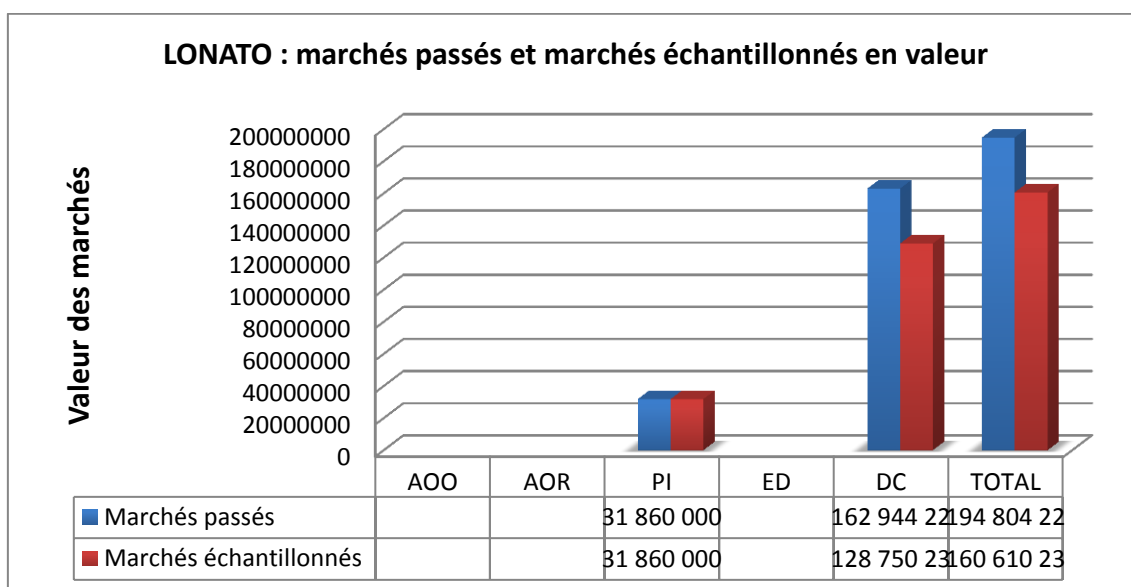 LONATO : marchés passés et marchés échantillonnés en valeur
Valeur des marchés
200000000
180000000
160000000
140000000
120000000
100000000
80000000
60000000
40000000
20000000
0
AOO AOR PI ED DC TOTAL
Marchés passés 31 860 000 162 944 22 194 804 22
Marchés échantillonnés 31 860 000 128 750 23 160 610 23